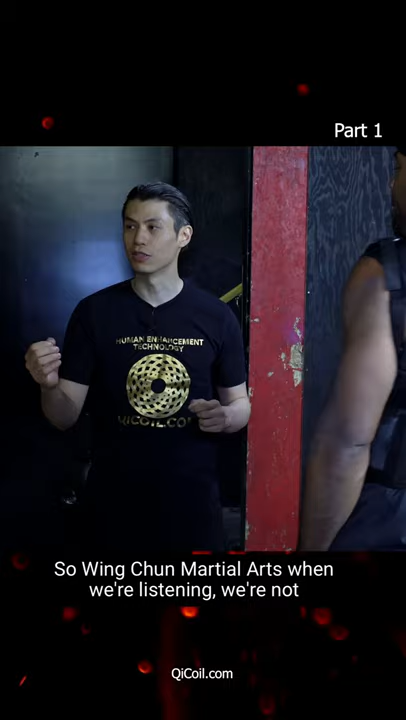 Part 1
HUMAN ENHANCEMENT
TECHNOLOGY
QICOIL.CO
So Wing Chun Martial Arts when
we're listening, we're not
QiCoil.com